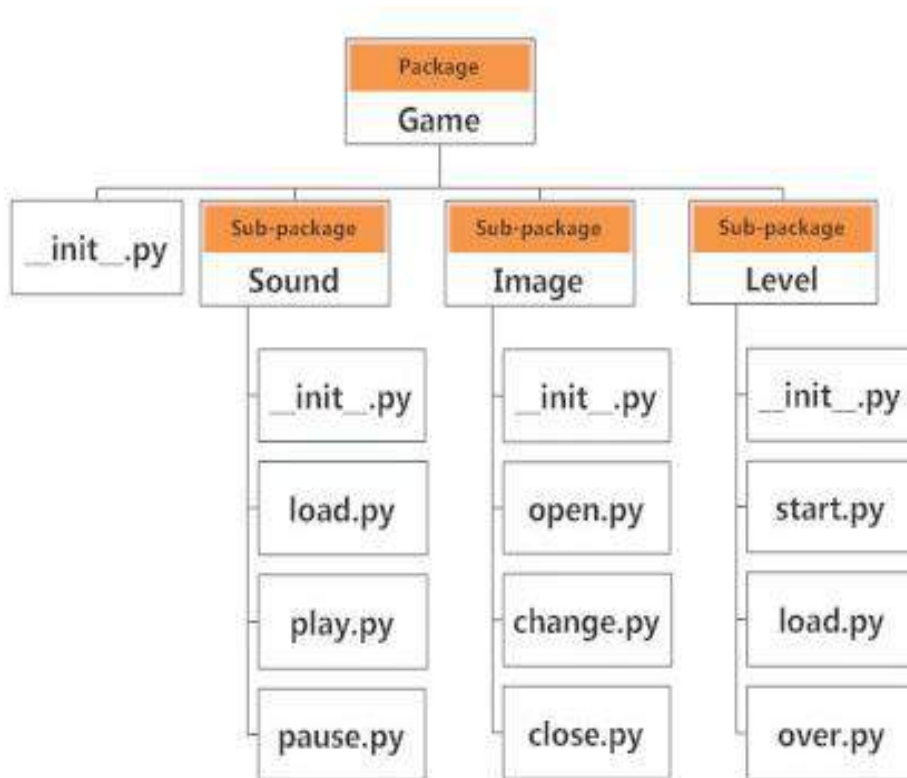 Package
Game
__init__.py
Sub-package
Sound
Sub-package
Image
Sub-package
Level
__init__.py
load.py
play.py
pause.py
__init__.py
open.py
change.py
close.py
__init__.py
start.py
load.py
over.py